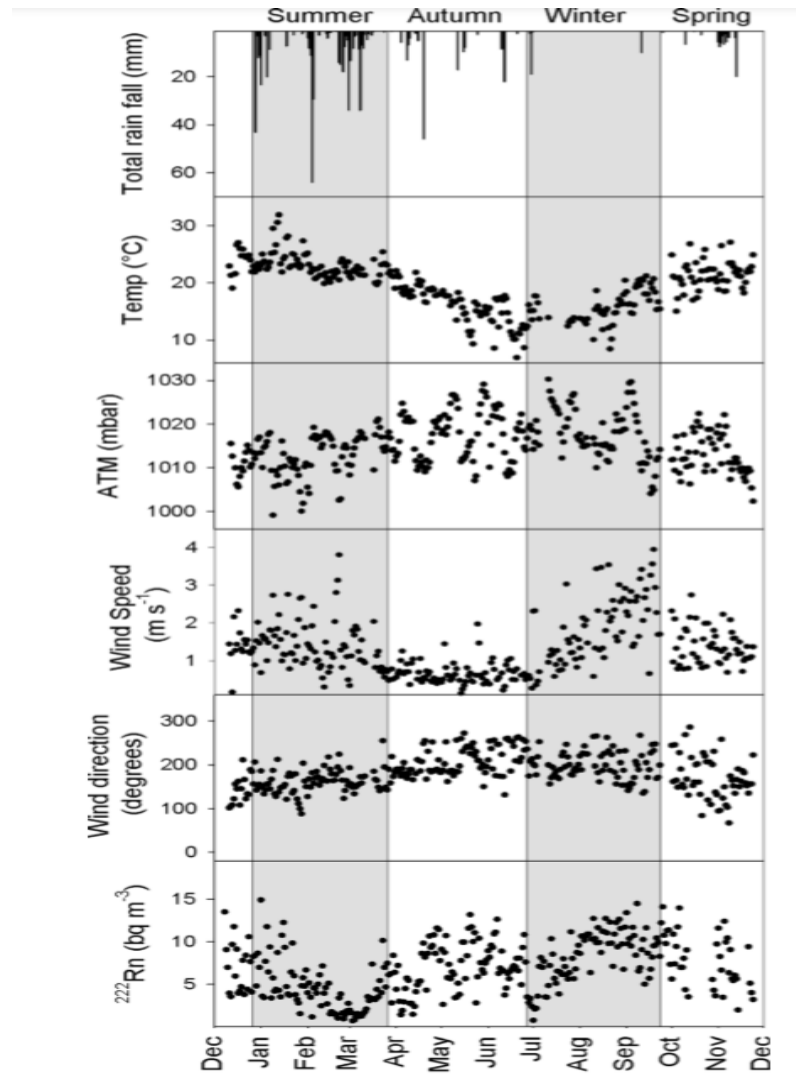 Summer Autumn Winter Spring
Total rain fall (mm)
20
40
60
Temp (°C)
30
20
10
ATM (mbar)
1030
1020
1010
1000
Wind Speed
(m s⁻¹)
4
3
2
1
Wind direction
(degrees)
300
200
100
0
²²²Rn (bq m⁻³)
15
10
5
Dec Jan Feb Mar Apr May Jun Jul Aug Sep Oct Nov Dec